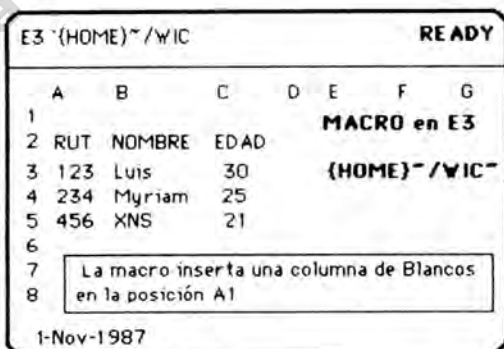 E3 '{HOME}~/WIC READY
A B C D E F G
1 MACRO en E3
2 RUT NOMBRE EDAD
3 123 Luis 30 {HOME}~/WIC~
4 234 Myriam 25
5 456 XNS 21
6
7 La macro inserta una columna de Blancos
8 en la posición A1
1-Nov-1987